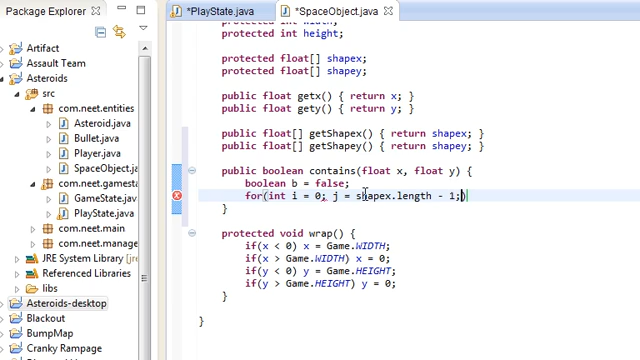 Package Explorer
*PlayState.java
*SpaceObject.java
Artifact
Assault Team
Asteroids
src
com.neet.entities
Asteroid.java
Bullet.java
Player.java
SpaceObject.java
com.neet.gamesta
GameState.java
PlayState.java
com.neet.main
com.neet.manage
JRE System Library [
Referenced Libraries
libs
Asteroids-desktop
Blackout
BumpMap
Cranky Rampage
protected int width;
protected int height;
protected float[] shapex;
protected float[] shapey;
public float getx() { return x; }
public float gety() { return y; }
public float[] getShapex() { return shapex; }
public float[] getShapey() { return shapey; }
public boolean contains(float x, float y) {
boolean b = false;
for(int i = 0; j = shapex.length - 1;)
}
protected void wrap() {
if(x < 0) x = Game.WIDTH;
if(x > Game.WIDTH) x = 0;
if(y < 0) y = Game.HEIGHT;
if(y > Game.HEIGHT) y = 0;
}
}